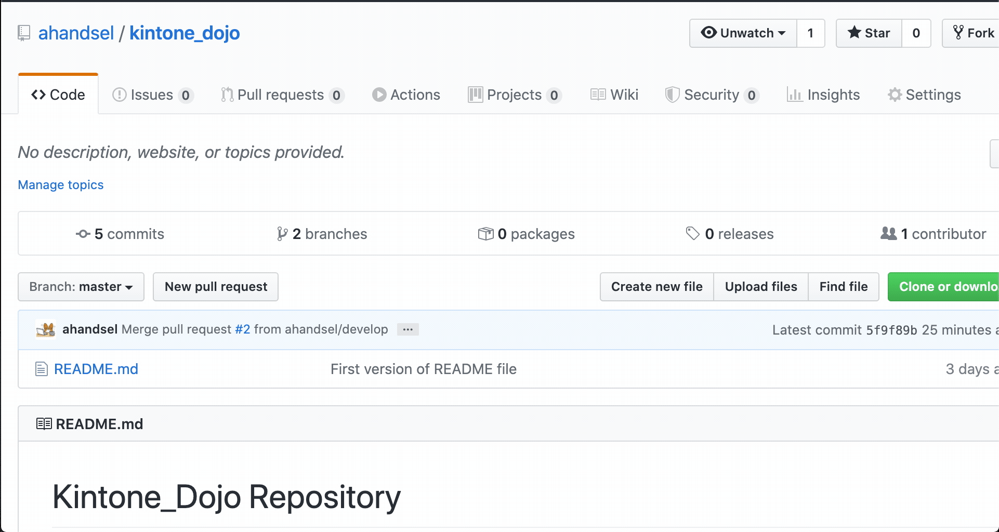 ahandsel / kintone_dojo
Unwatch 1 Star 0 Fork
Code Issues 0 Pull requests 0 Actions Projects 0 Wiki Security 0 Insights Settings
No description, website, or topics provided.
Manage topics
5 commits 2 branches 0 packages 0 releases 1 contributor
Branch: master New pull request Create new file Upload files Find file Clone or downlo
ahandsel Merge pull request #2 from ahandsel/develop ... Latest commit 5f9f89b 25 minutes a
README.md First version of README file 3 days a
README.md
Kintone_Dojo Repository